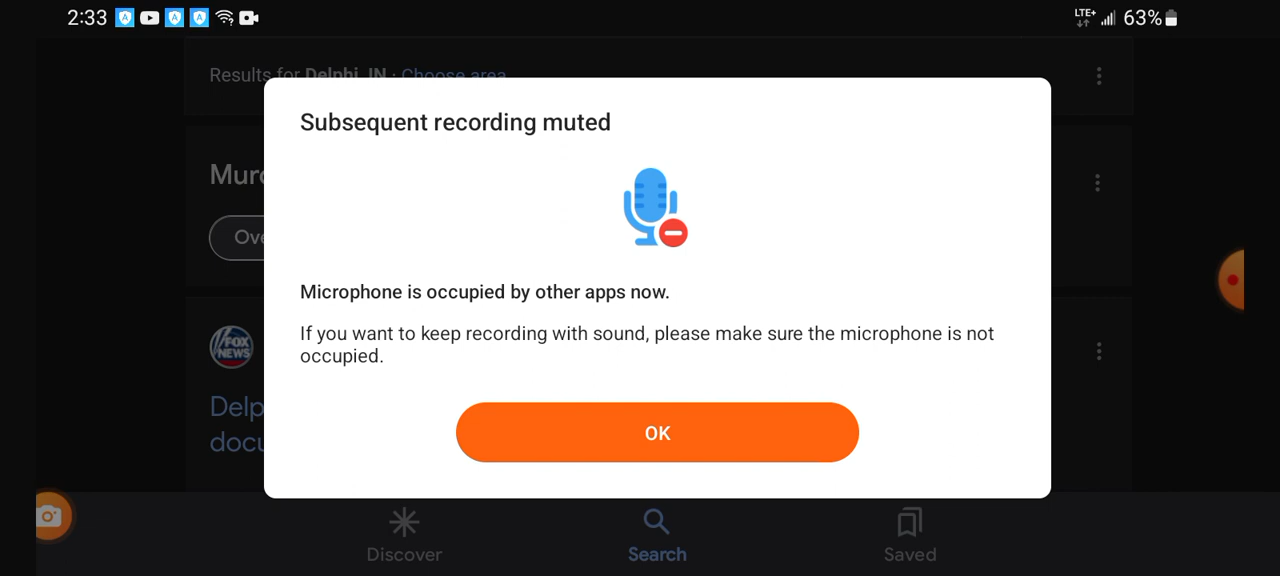 2:33
LTE+ 63%
Results for Delphi, IN · Choose area
Subsequent recording muted
Microphone is occupied by other apps now.
If you want to keep recording with sound, please make sure the microphone is not
occupied.
FOX
NEWS
Delp
docu
OK
Discover Search Saved